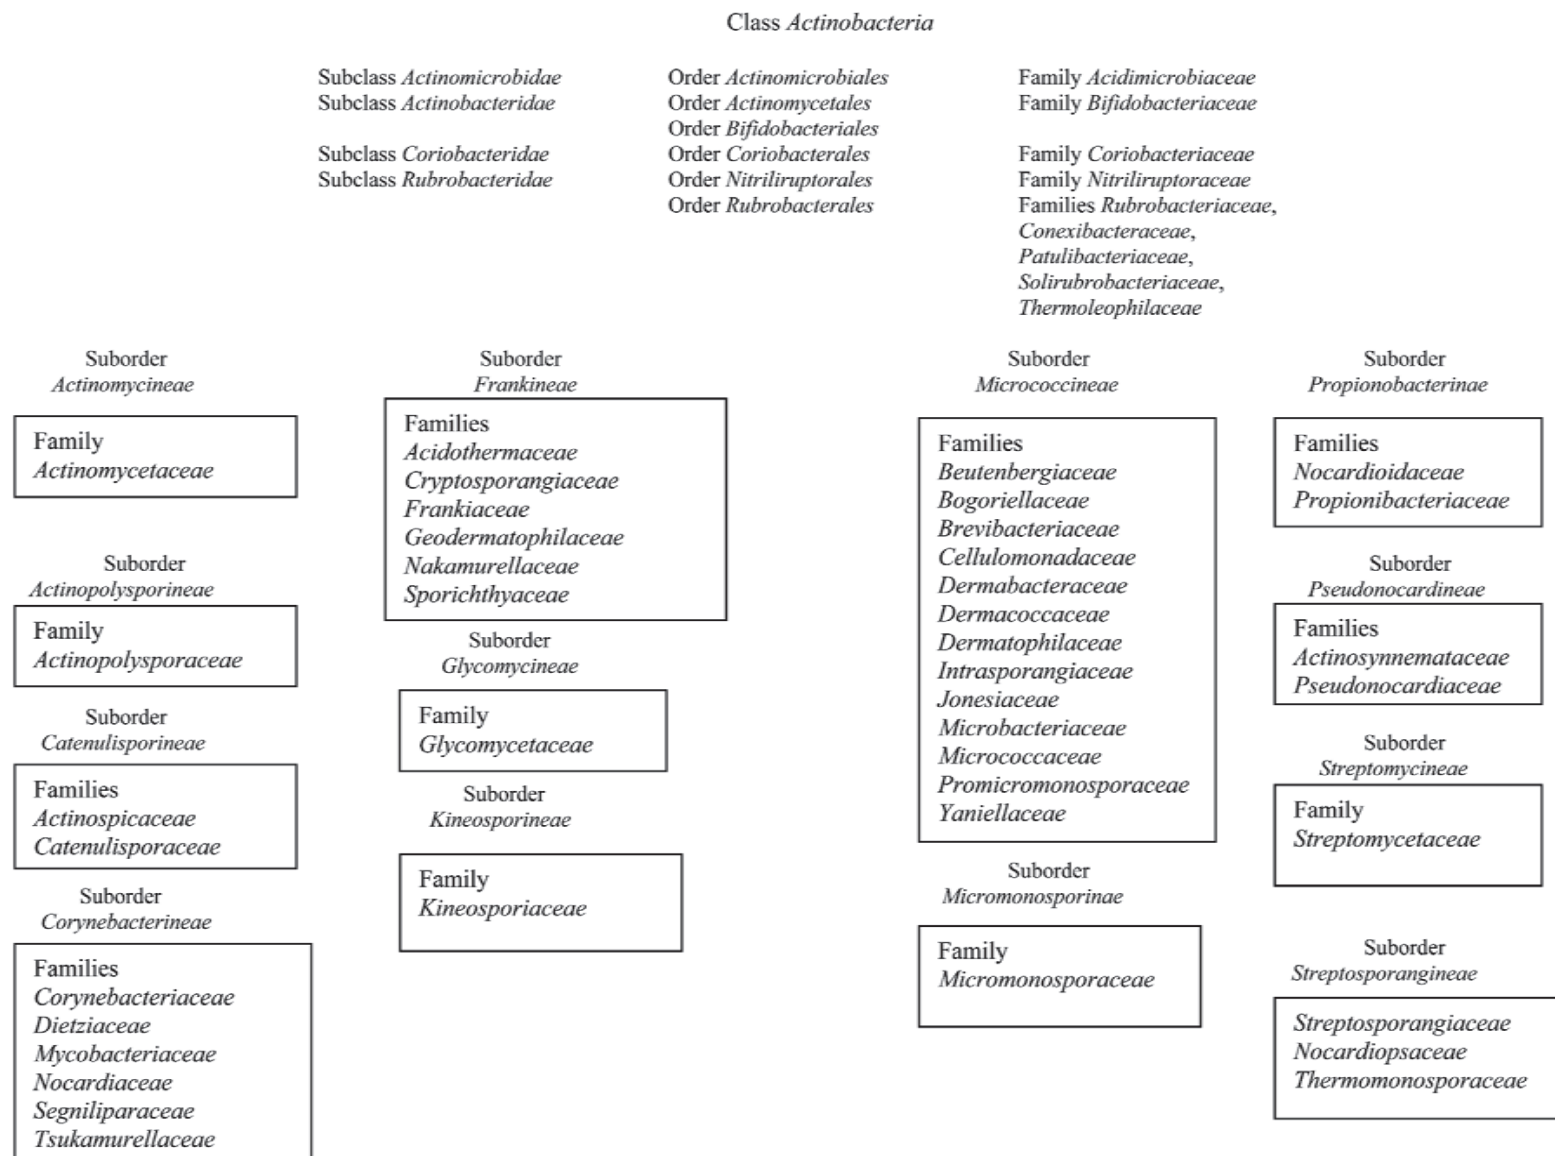 Class Actinobacteria
Subclass Actinomicrobidae
Subclass Actinobacteridae
Subclass Coriobacteridae
Subclass Rubrobacteridae
Order Actinomicrobiales
Order Actinomycetales
Order Bifidobacteriales
Order Coriobacterales
Order Nitriliruptorales
Order Rubrobacterales
Family Acidimicrobiaceae
Family Bifidobacteriaceae
Family Coriobacteriaceae
Family Nitriliruptoraceae
Families Rubrobacteriaceae,
Conexibacteraceae,
Patulibacteriaceae,
Solirubrobacteriaceae,
Thermoleophilaceae
Suborder
Actinomycineae
Family
Actinomycetaceae
Suborder
Actinopolysporineae
Family
Actinopolysporaceae
Suborder
Catenulisporineae
Families
Actinospicaceae
Catenulisporaceae
Suborder
Corynebacterineae
Families
Corynebacteriaceae
Dietziaceae
Mycobacteriaceae
Nocardiaceae
Segniliparaceae
Tsukamurellaceae
Suborder
Frankineae
Families
Acidothermaceae
Cryptosporangiaceae
Frankiaceae
Geodermatophilaceae
Nakamurellaceae
Sporichthyaceae
Suborder
Glycomycineae
Family
Glycomycetaceae
Suborder
Kineosporineae
Family
Kineosporiaceae
Suborder
Micrococcineae
Families
Beutenbergiaceae
Bogoriellaceae
Brevibacteriaceae
Cellulomonadaceae
Dermabacteraceae
Dermacoccaceae
Dermatophilaceae
Intrasporangiaceae
Jonesiaceae
Microbacteriaceae
Micrococcaceae
Promicromonosporaceae
Yaniellaceae
Suborder
Micromonosporinae
Family
Micromonosporaceae
Suborder
Propionobacterinae
Families
Nocardioidaceae
Propionibacteriaceae
Suborder
Pseudonocardineae
Families
Actinosynnemataceae
Pseudonocardiaceae
Suborder
Streptomycineae
Family
Streptomycetaceae
Suborder
Streptosporangineae
Streptosporangiaceae
Nocardiopsaceae
Thermomonosporaceae